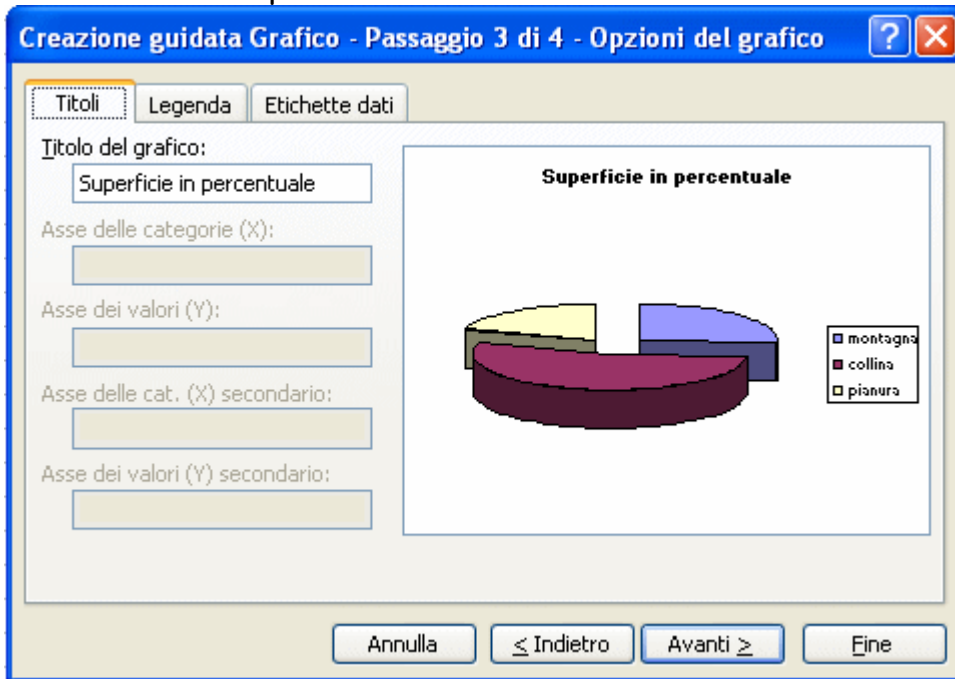 Creazione guidata Grafico - Passaggio 3 di 4 - Opzioni del grafico
Titoli Legenda Etichette dati
Titolo del grafico:
Superficie in percentuale
Asse delle categorie (X):
Asse dei valori (Y):
Asse delle cat. (X) secondario:
Asse dei valori (Y) secondario:
Superficie in percentuale
montagna
collina
pianura
Annulla < Indietro Avanti > Fine